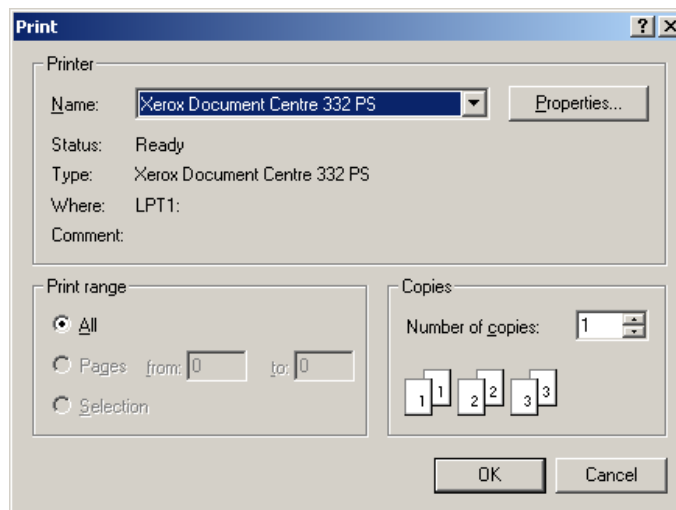 Print
Printer
Name: Xerox Document Centre 332 PS Properties...
Status: Ready
Type: Xerox Document Centre 332 PS
Where: LPT1:
Comment:
Print range
All
Pages from: 0 to: 0
Selection
Copies
Number of copies: 1
1 1 2 2 3 3
OK Cancel